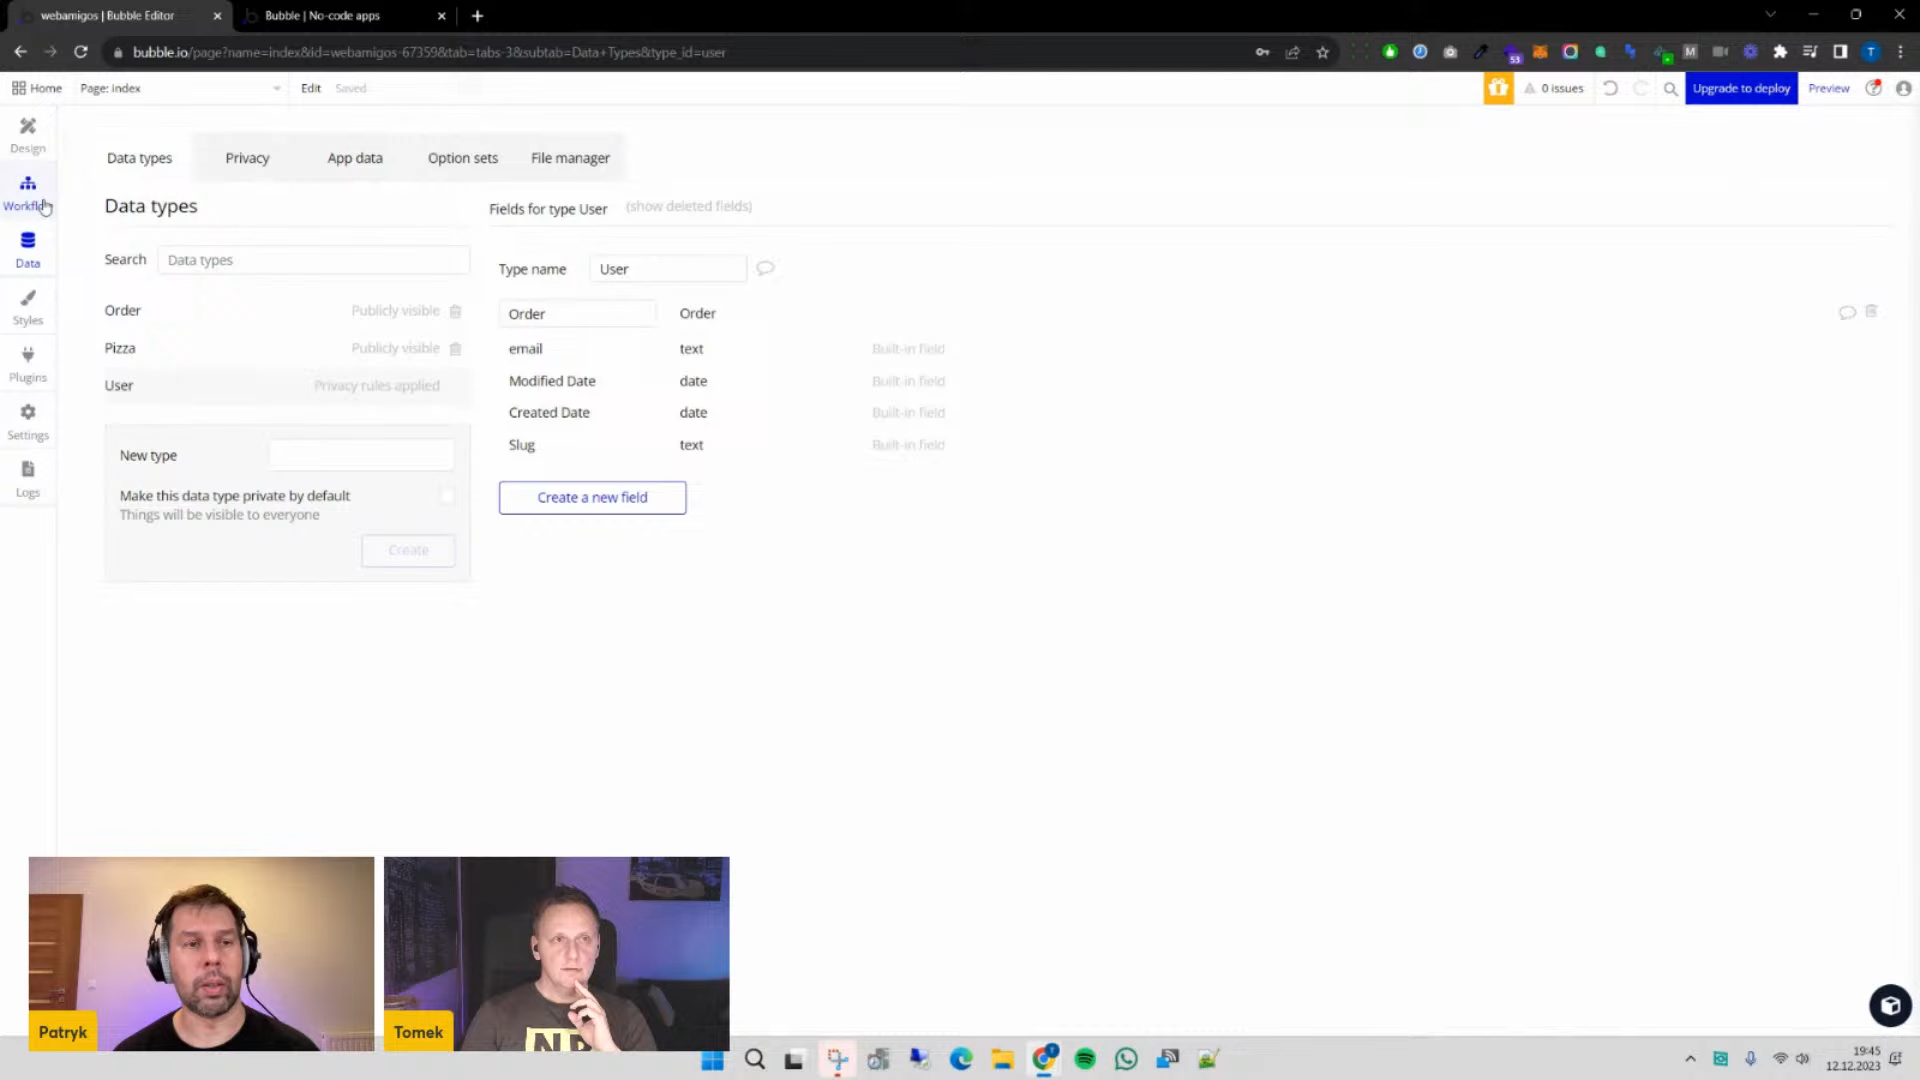 webamigos | Bubble Editor
Bubble | No-code apps
bubble.io/page?name=index&id=webamigos-67359&tab=tabs-3&subtab=Data+Types&type_id=user
53
M
T
Home
Page: index
Edit
Saved
0 issues
Upgrade to deploy
Preview
Design
Workflo
Data
Styles
Plugins
Settings
Logs
Data types
Privacy
App data
Option sets
File manager
Data types
Search
Data types
Order
Publicly visible
Pizza
Publicly visible
User
Privacy rules applied
New type
Make this data type private by default
Things will be visible to everyone
Create
Fields for type User
(show deleted fields)
Type name
User
Order
Order
email
text
Built-in field
Modified Date
date
Built-in field
Created Date
date
Built-in field
Slug
text
Built-in field
Create a new field
Patryk
Tomek
19:45
12.12.2023